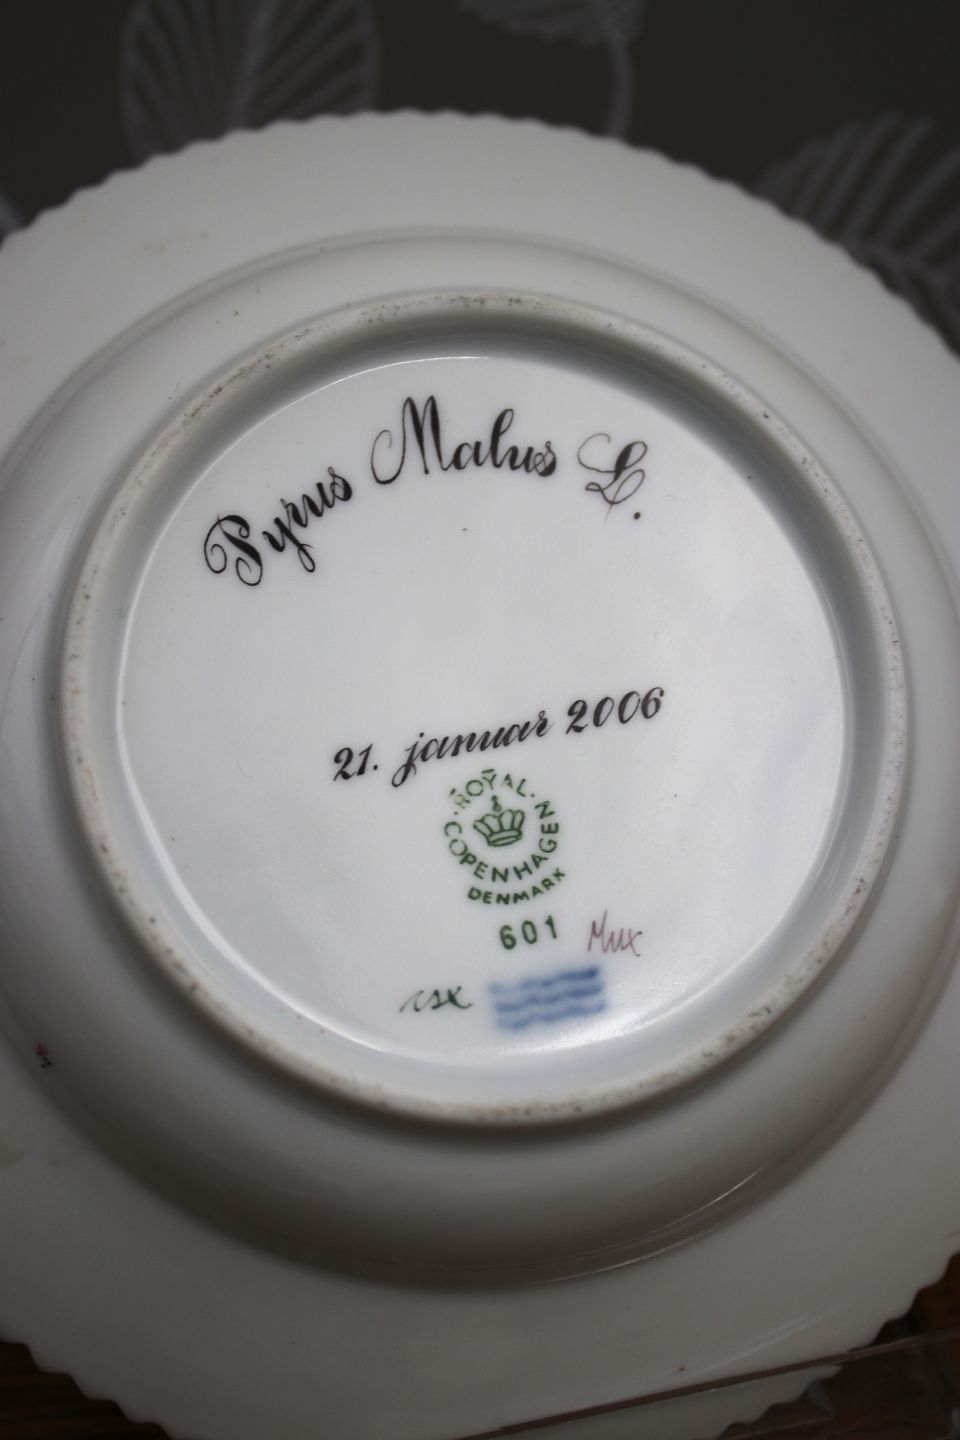 Pyrus Malus L.
21. januar 2006
ROYAL
COPENHAGEN
DENMARK
601